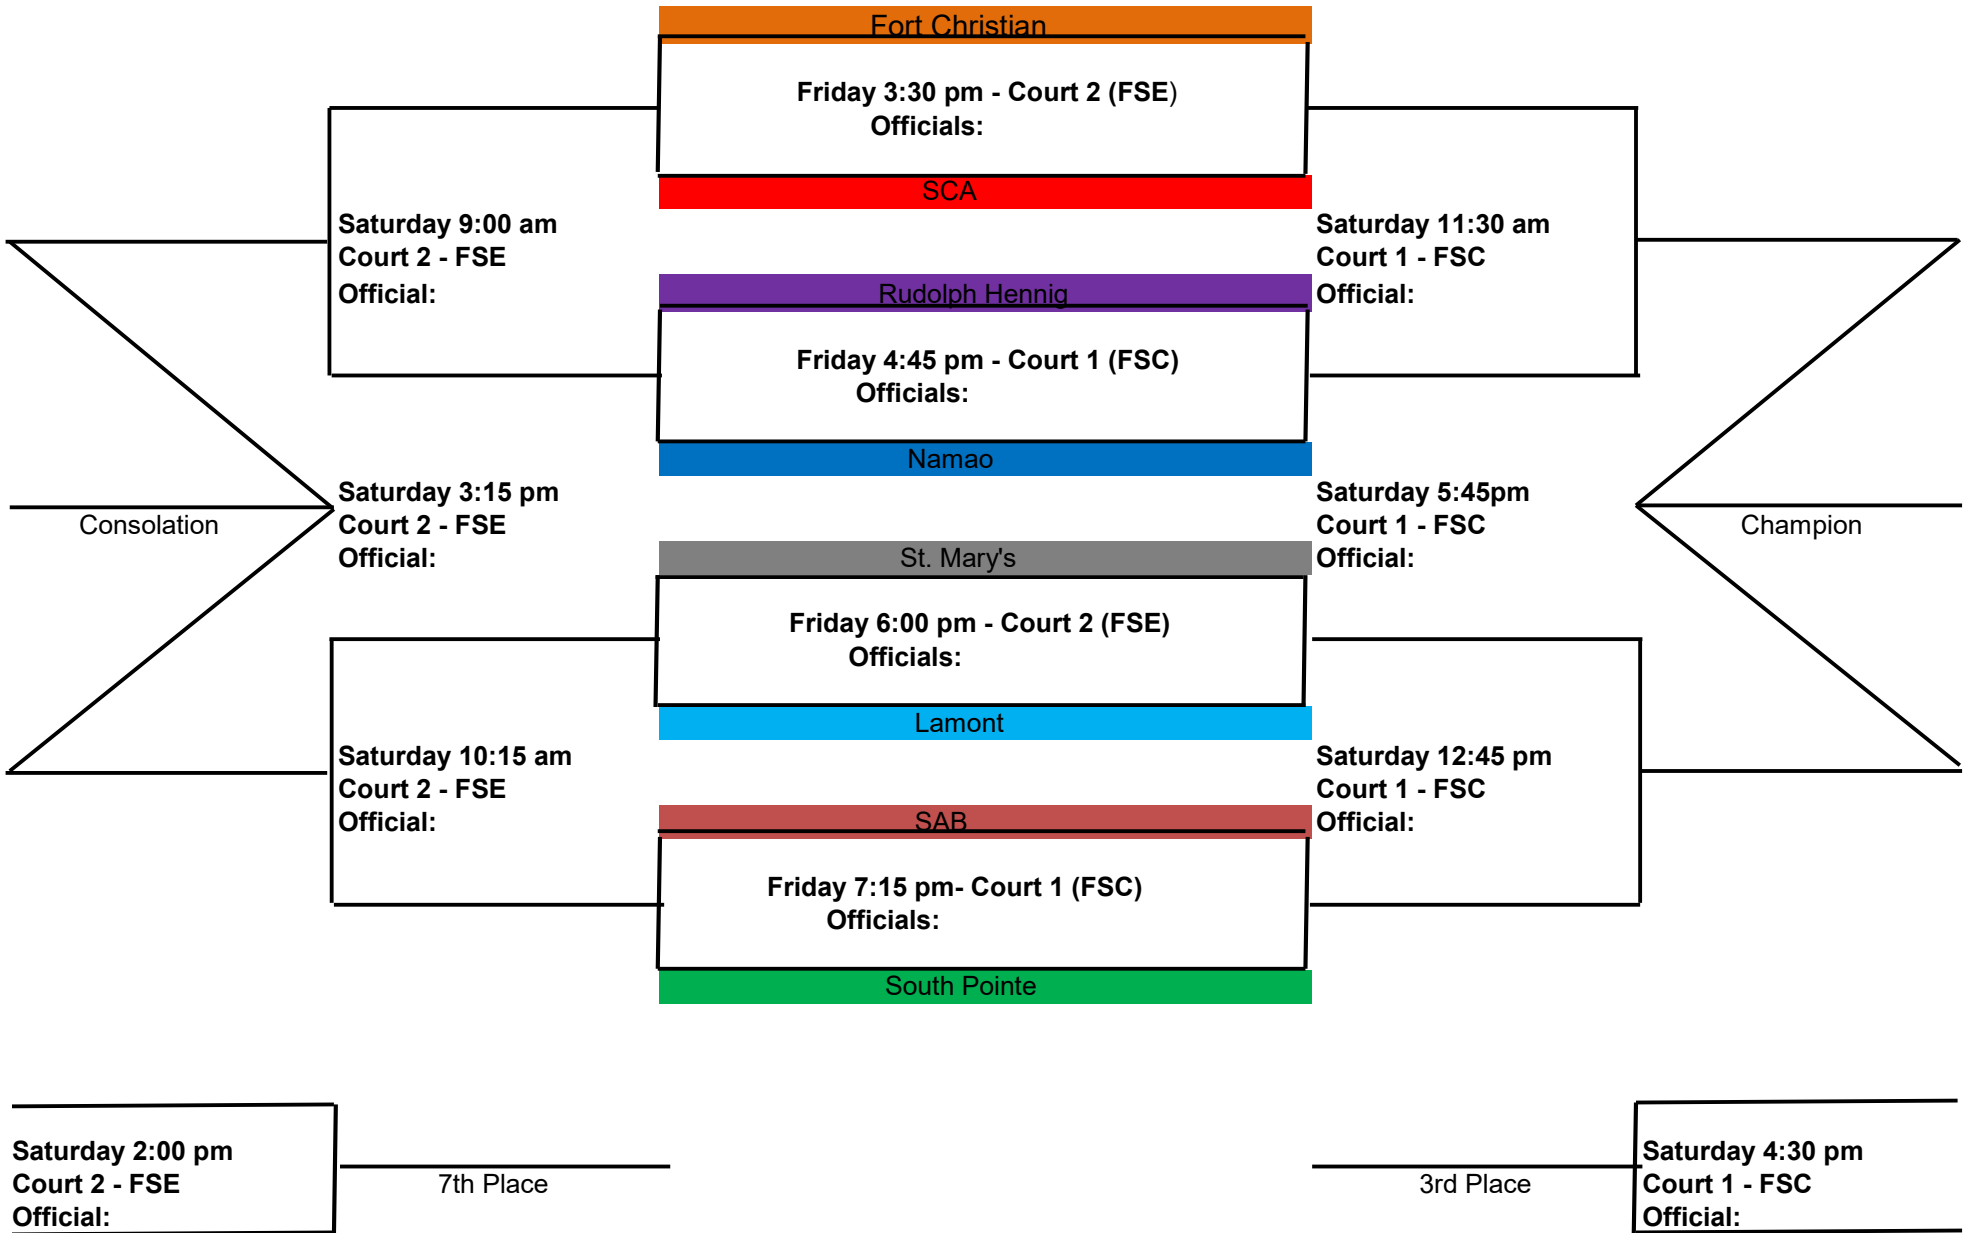 Fort Christian
Friday 3:30 pm - Court 2 (FSE)
Officials:
SCA
Saturday 9:00 am
Court 2 - FSE
Official:
Saturday 11:30 am
Court 1 - FSC
Official:
Rudolph Hennig
Friday 4:45 pm - Court 1 (FSC)
Officials:
Namao
Consolation
Saturday 3:15 pm
Court 2 - FSE
Official:
Saturday 5:45pm
Court 1 - FSC
Official:
Champion
St. Mary's
Friday 6:00 pm - Court 2 (FSE)
Officials:
Lamont
Saturday 10:15 am
Court 2 - FSE
Official:
Saturday 12:45 pm
Court 1 - FSC
Official:
SAB
Friday 7:15 pm- Court 1 (FSC)
Officials:
South Pointe
Saturday 2:00 pm
Court 2 - FSE
Official:
7th Place
3rd Place
Saturday 4:30 pm
Court 1 - FSC
Official: